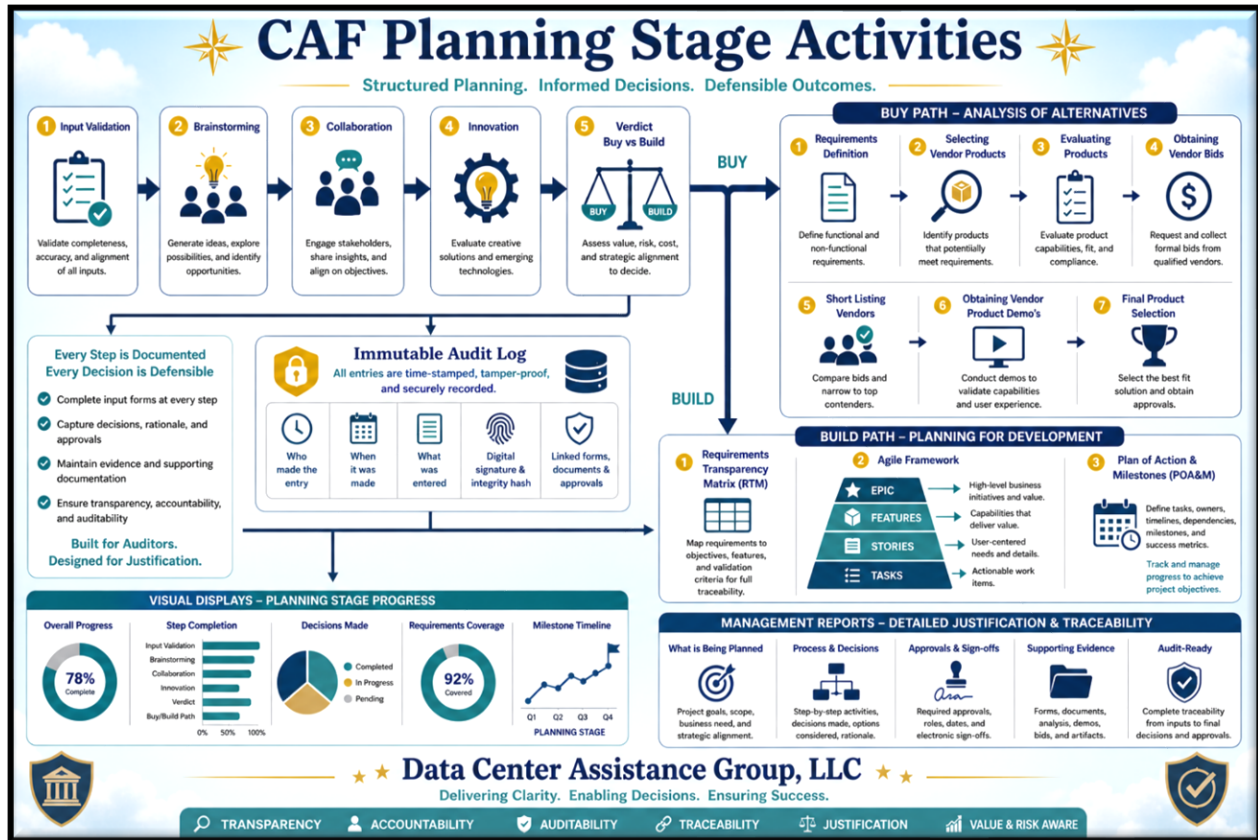 CAF Planning Stage Activities
Structured Planning. Informed Decisions. Defensible Outcomes.
1 Input Validation
Validate completeness,
accuracy, and alignment
of all inputs.
2 Brainstorming
Generate ideas, explore
possibilities, and identify
opportunities.
3 Collaboration
Engage stakeholders,
share insights, and
align on objectives.
4 Innovation
Evaluate creative
solutions and emerging
technologies.
5 Verdict
Buy vs Build
BUY
BUILD
Assess value, risk, cost,
and strategic alignment
to decide.
BUY
BUILD
BUY PATH – ANALYSIS OF ALTERNATIVES
1 Requirements
Definition
Define functional and
non-functional
requirements.
2 Selecting
Vendor Products
Identify products
that potentially
meet requirements.
3 Evaluating
Products
Evaluate product
capabilities, fit, and
compliance.
4 Obtaining
Vendor Bids
$
Request and collect
formal bids from
qualified vendors.
5 Short Listing
Vendors
Compare bids and
narrow to top
contenders.
6 Obtaining Vendor
Product Demo's
Conduct demos to
validate capabilities
and user experience.
7 Final Product
Selection
Select the best fit
solution and obtain
approvals.
Every Step is Documented
Every Decision is Defensible
Complete input forms at every step
Capture decisions, rationale, and
approvals
Maintain evidence and supporting
documentation
Ensure transparency, accountability,
and auditability
Built for Auditors.
Designed for Justification.
Immutable Audit Log
All entries are time-stamped, tamper-proof,
and securely recorded.
Who
made the
entry
When
it was
made
What
was
entered
Digital
signature &
integrity hash
Linked forms,
documents &
approvals
BUILD PATH – PLANNING FOR DEVELOPMENT
1 Requirements
Transparency
Matrix (RTM)
Map requirements to
objectives, features,
and validation
criteria for full
traceability.
2 Agile Framework
EPIC
High-level business
initiatives and value.
FEATURES
Capabilities that
deliver value.
STORIES
User-centered
needs and details.
TASKS
Actionable work
items.
3 Plan of Action &
Milestones (POA&M)
Define tasks, owners,
timelines, dependencies,
milestones, and
success metrics.
Track and manage
progress to achieve
project objectives.
VISUAL DISPLAYS – PLANNING STAGE PROGRESS
Overall Progress
78%
Complete
Step Completion
Input Validation
Brainstorming
Collaboration
Innovation
Verdict
Buy/Build Path
0% 50% 100%
Decisions Made
Completed
In Progress
Pending
Requirements Coverage
92%
Covered
Milestone Timeline
Q1 Q2 Q3 Q4
PLANNING STAGE
MANAGEMENT REPORTS – DETAILED JUSTIFICATION & TRACEABILITY
What is Being Planned
Project goals, scope,
business need, and
strategic alignment.
Process & Decisions
Step-by-step activities,
decisions made, options
considered, rationale.
Approvals & Sign-offs
Required approvals,
roles, dates, and
electronic sign-offs.
Supporting Evidence
Forms, documents,
analysis, demos,
bids, and artifacts.
Audit-Ready
Complete traceability
from inputs to final
decisions and approvals.
Data Center Assistance Group, LLC
Delivering Clarity. Enabling Decisions. Ensuring Success.
TRANSPARENCY
ACCOUNTABILITY
AUDITABILITY
TRACEABILITY
JUSTIFICATION
VALUE & RISK AWARE